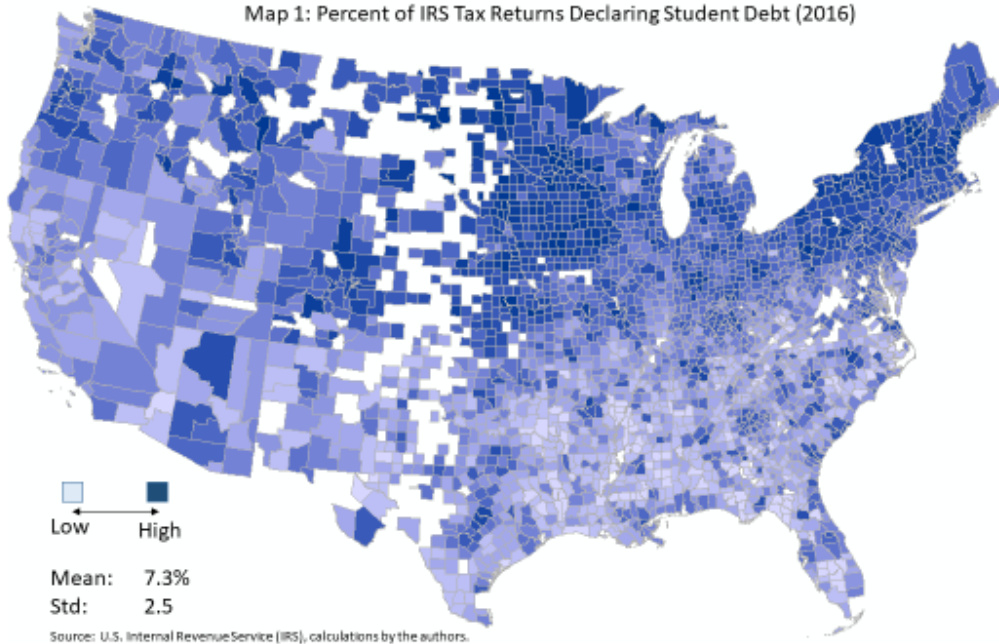 Map 1: Percent of IRS Tax Returns Declaring Student Debt (2016)
Low High
Mean: 7.3%
Std: 2.5
Source: U.S. Internal Revenue Service (IRS), calculations by the authors.